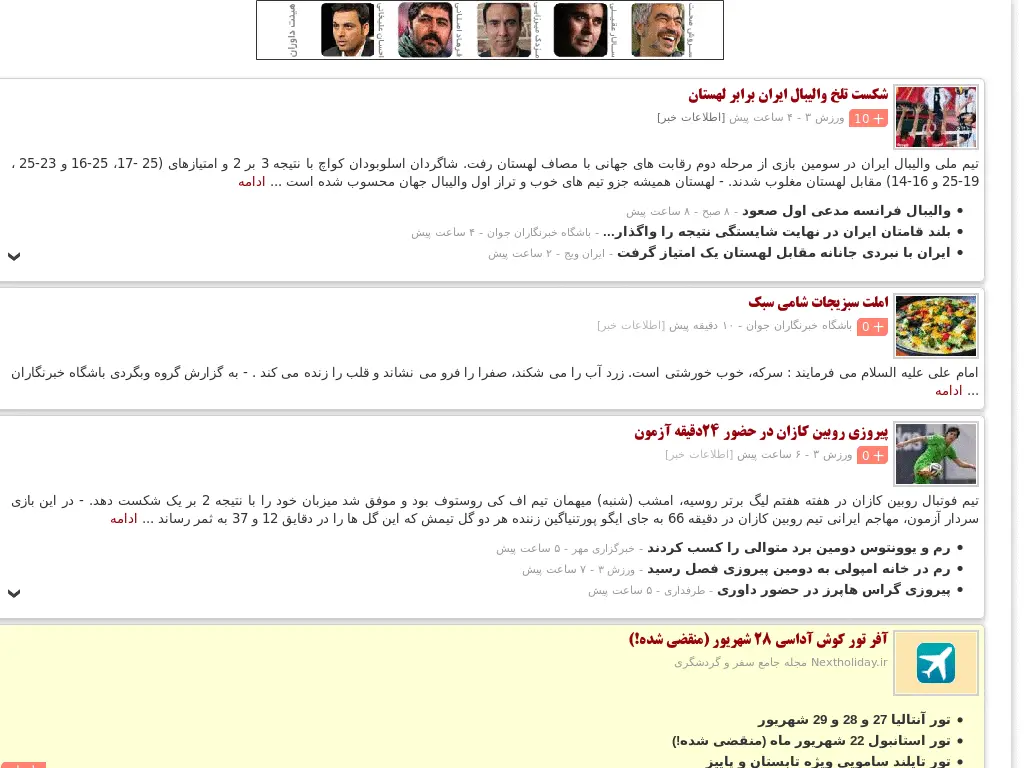 سروش صحت
سالار عقیلی
مزدک میرزایی
فرهاد اصلانی
احسان علیخانی
هیئت داوران
شکست تلخ والیبال ایران برابر لهستان
+ 10 ورزش ۳ - ۴ ساعت پیش [اطلاعات خبر]
تیم ملی والیبال ایران در سومین بازی از مرحله دوم رقابت های جهانی با مصاف لهستان رفت. شاگردان اسلوبودان کواچ با نتیجه 3 بر 2 و امتیازهای (25 -17، 25-16 و 23-25 ،
19-25 و 16-14) مقابل لهستان مغلوب شدند. - لهستان همیشه جزو تیم های خوب و تراز اول والیبال جهان محسوب شده است ... ادامه
والیبال فرانسه مدعی اول صعود - ۸ صبح - ۸ ساعت پیش
بلند قامتان ایران در نهایت شایستگی نتیجه را واگذار... - باشگاه خبرنگاران جوان - ۴ ساعت پیش
ایران با نبردی جانانه مقابل لهستان یک امتیاز گرفت - ایران ویج - ۲ ساعت پیش
املت سبزیجات شامی سبک
+ 0 باشگاه خبرنگاران جوان - ۱۰ دقیقه پیش [اطلاعات خبر]
امام علی علیه السلام می فرمایند : سرکه، خوب خورشتی است. زرد آب را می شکند، صفرا را فرو می نشاند و قلب را زنده می کند . - به گزارش گروه وبگردی باشگاه خبرنگاران
... ادامه
پیروزی روبین کازان در حضور ۲۴دقیقه آزمون
+ 0 ورزش ۳ - ۶ ساعت پیش [اطلاعات خبر]
تیم فوتبال روبین کازان در هفته هفتم لیگ برتر روسیه، امشب (شنبه) میهمان تیم اف کی روستوف بود و موفق شد میزبان خود را با نتیجه 2 بر یک شکست دهد. - در این بازی
سردار آزمون، مهاجم ایرانی تیم روبین کازان در دقیقه 66 به جای ایگو پورتنیاگین زننده هر دو گل تیمش که این گل ها را در دقایق 12 و 37 به ثمر رساند ... ادامه
رم و یوونتوس دومین برد متوالی را کسب کردند - خبرگزاری مهر - ۵ ساعت پیش
رم در خانه امپولی به دومین پیروزی فصل رسید - ورزش ۳ - ۷ ساعت پیش
پیروزی گراس هاپرز در حضور داوری - طرفداری - ۵ ساعت پیش
آفر تور کوش آداسی ۲۸ شهریور (منقضی شده!)
Nextholiday.ir مجله جامع سفر و گردشگری
تور آنتالیا 27 و 28 و 29 شهریور
تور استانبول 22 شهریور ماه (منقضی شده!)
تور تایلند سامویی ویژه تابستان و پاییز